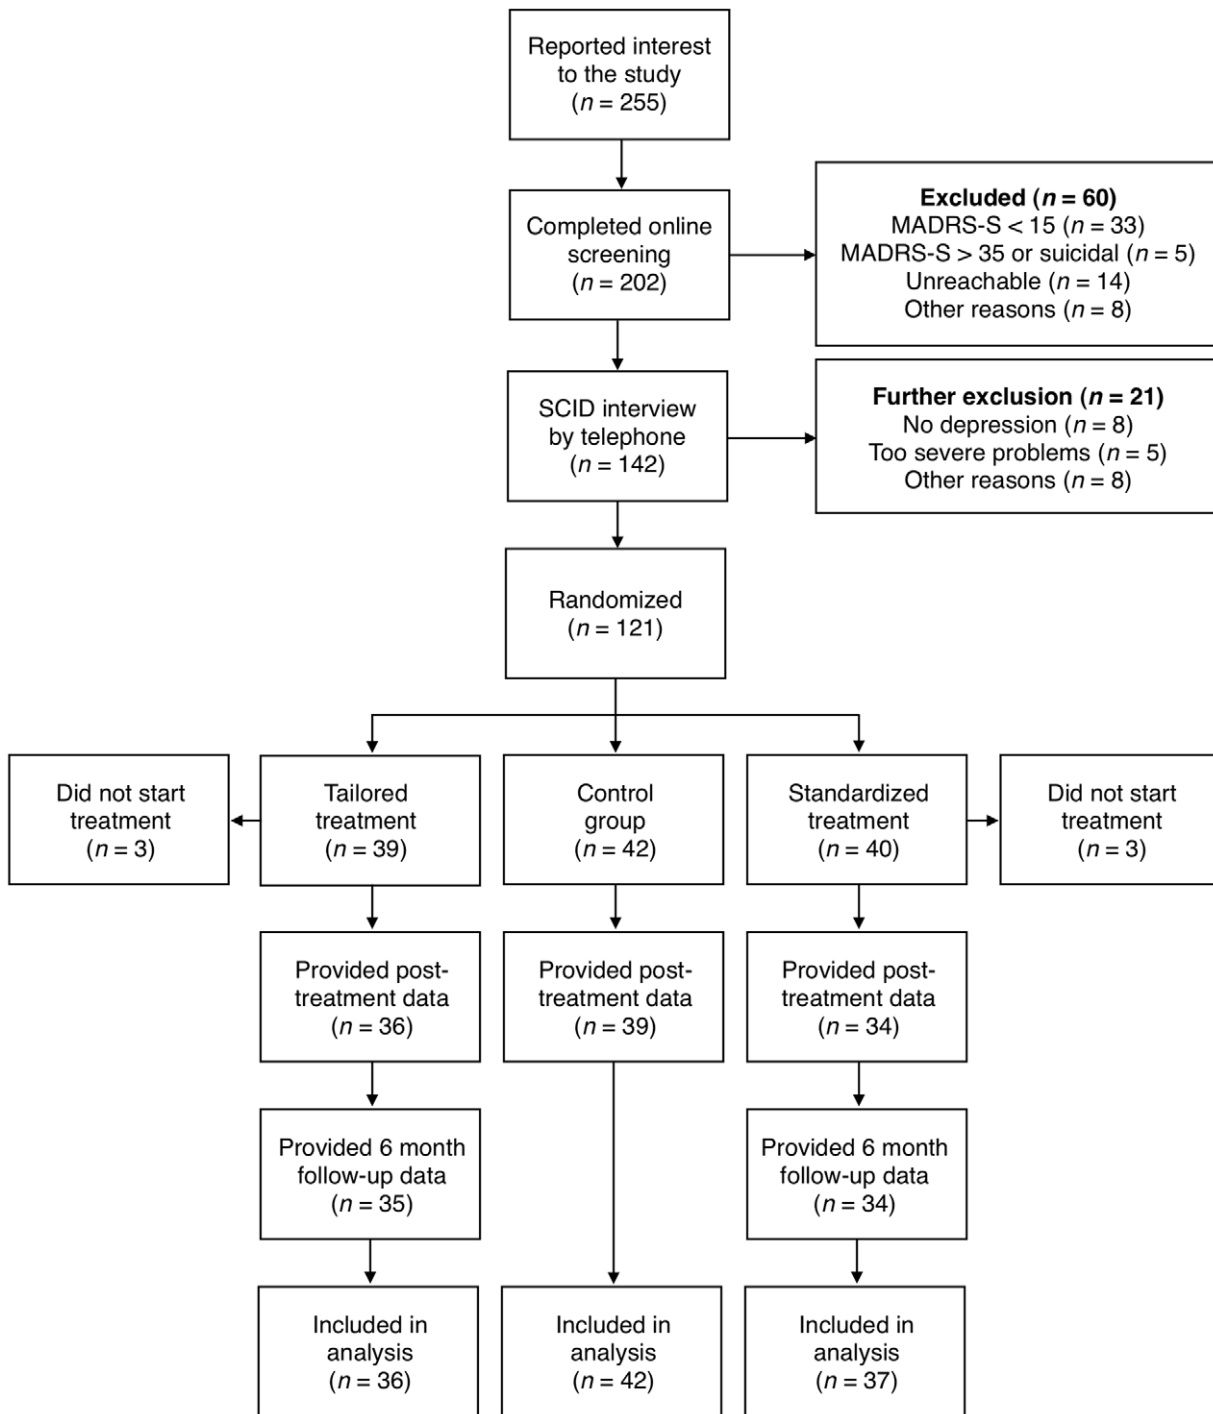 Reported interest
to the study
(n = 255)
Completed online
screening
(n = 202)
Excluded (n = 60)
MADRS-S < 15 (n = 33)
MADRS-S > 35 or suicidal (n = 5)
Unreachable (n = 14)
Other reasons (n = 8)
SCID interview
by telephone
(n = 142)
Further exclusion (n = 21)
No depression (n = 8)
Too severe problems (n = 5)
Other reasons (n = 8)
Randomized
(n = 121)
Did not start
treatment
(n = 3)
Tailored
treatment
(n = 39)
Control
group
(n = 42)
Standardized
treatment
(n = 40)
Did not start
treatment
(n = 3)
Provided post-
treatment data
(n = 36)
Provided post-
treatment data
(n = 39)
Provided post-
treatment data
(n = 34)
Provided 6 month
follow-up data
(n = 35)
Provided 6 month
follow-up data
(n = 34)
Included in
analysis
(n = 36)
Included in
analysis
(n = 42)
Included in
analysis
(n = 37)